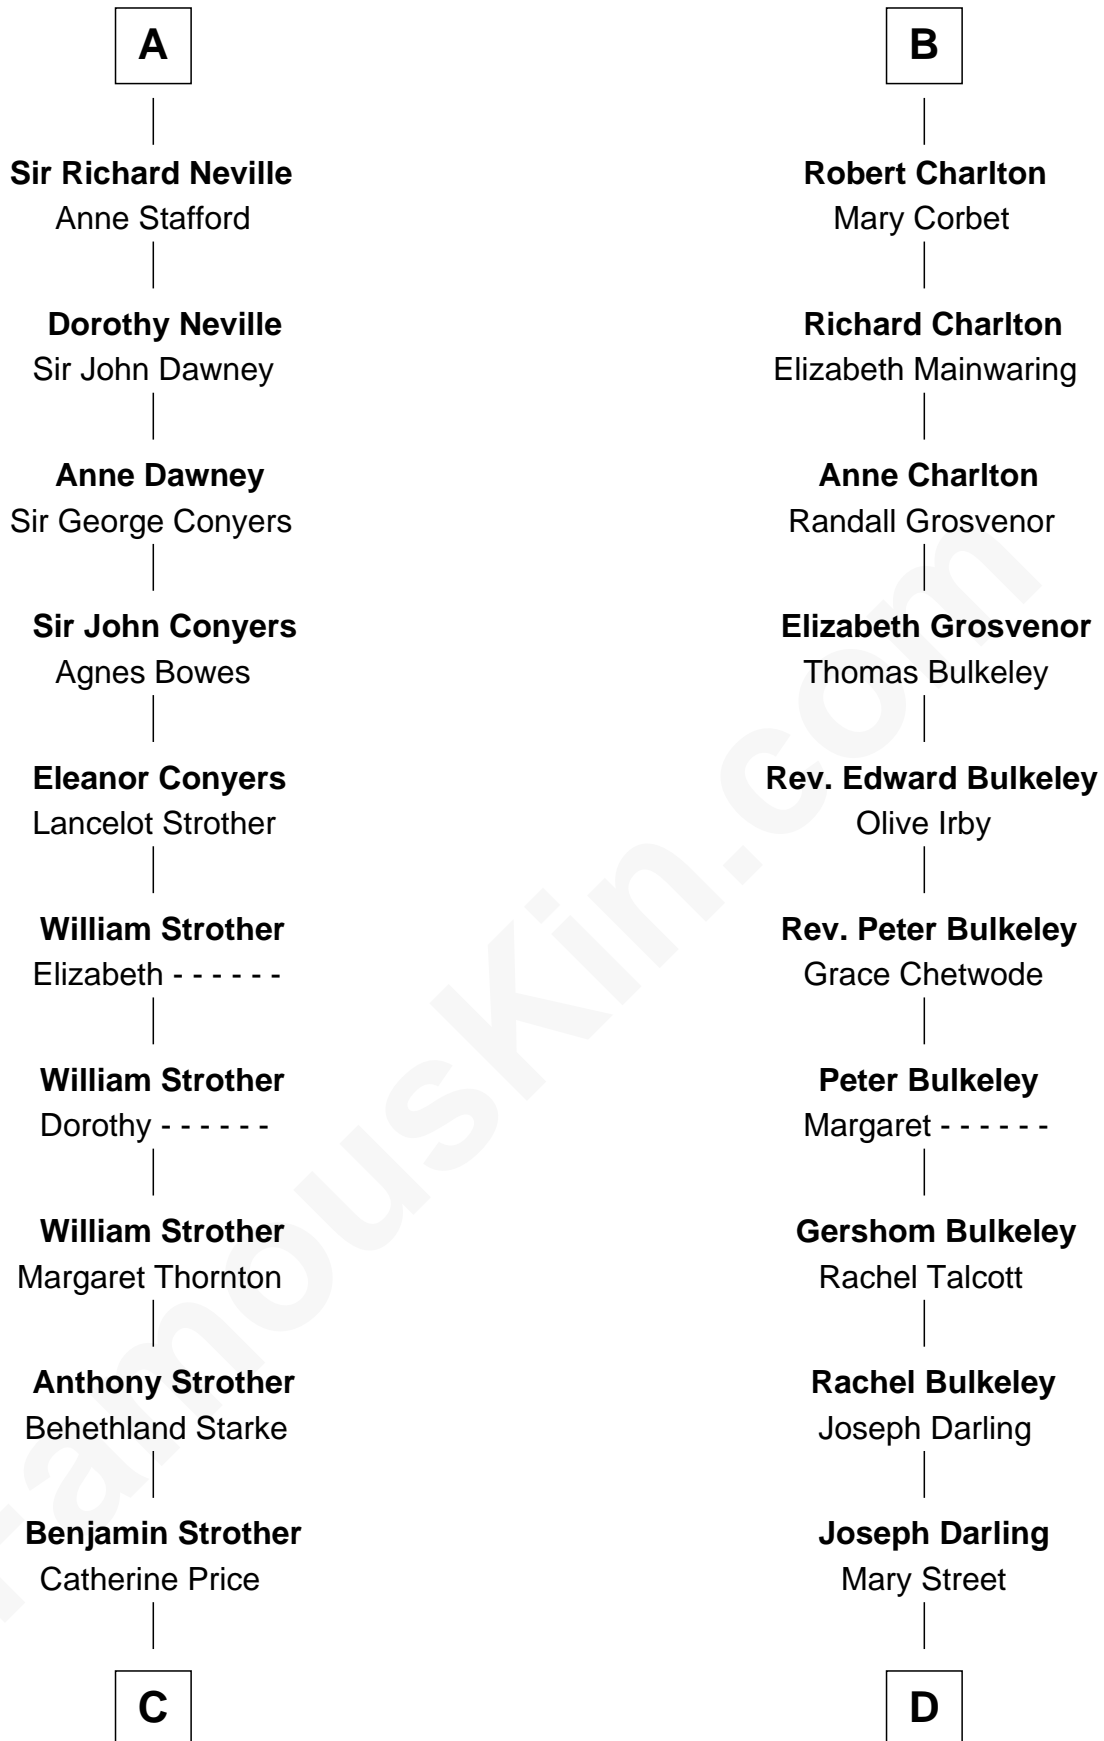 A
Sir Richard Neville
Anne Stafford
Dorothy Neville
Sir John Dawney
Anne Dawney
Sir George Conyers
Sir John Conyers
Agnes Bowes
Eleanor Conyers
Lancelot Strother
William Strother
Elizabeth - - - - - -
William Strother
Dorothy - - - - - -
William Strother
Margaret Thornton
Anthony Strother
Behethland Starke
Benjamin Strother
Catherine Price
C
B
Robert Charlton
Mary Corbet
Richard Charlton
Elizabeth Mainwaring
Anne Charlton
Randall Grosvenor
Elizabeth Grosvenor
Thomas Bulkeley
Rev. Edward Bulkeley
Olive Irby
Rev. Peter Bulkeley
Grace Chetwode
Peter Bulkeley
Margaret - - - - - -
Gershom Bulkeley
Rachel Talcott
Rachel Bulkeley
Joseph Darling
Joseph Darling
Mary Street
D
FamousKin.com